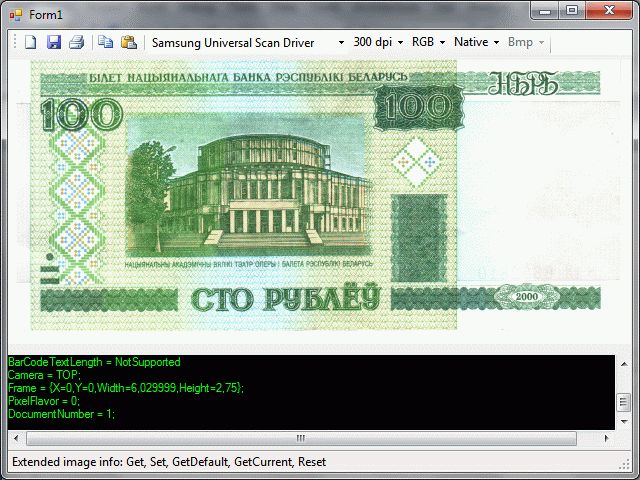 Form1
Samsung Universal Scan Driver 300 dpi RGB Native Bmp
БІЛЕТ НАЦЫЯНАЛЬНАГА БАНКА РЭСПУБЛІКІ БЕЛАРУСЬ НБРБ
100 100
НАЦЫЯНАЛЬНЫ АКАДЭМІЧНЫ ВЯЛІКІ ТЭАТР ОПЕРЫ І БАЛЕТА РЭСПУБЛІКІ БЕЛАРУСЬ
СТО РУБЛЁЎ 2000
BarCodeTextLength = NotSupported
Camera = TOP;
Frame = {X=0,Y=0,Width=6,029999,Height=2,75};
PixelFlavor = 0;
DocumentNumber = 1;
Extended image info: Get, Set, GetDefault, GetCurrent, Reset